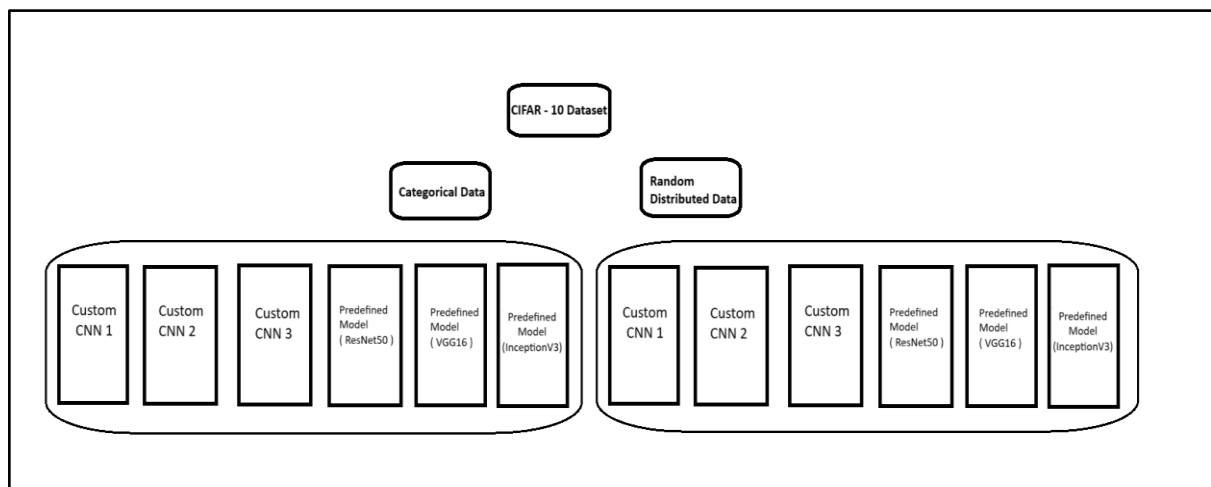 CIFAR - 10 Dataset
Categorical Data
Random
Distributed Data
Custom
CNN 1
Custom
CNN 2
Custom
CNN 3
Predefined
Model
( ResNet50 )
Predefined
Model
( VGG16 )
Predefined
Model
(InceptionV3)
Custom
CNN 1
Custom
CNN 2
Custom
CNN 3
Predefined
Model
( ResNet50 )
Predefined
Model
( VGG16 )
Predefined
Model
(InceptionV3)